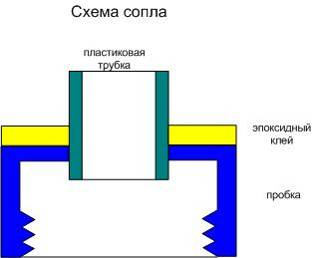 Схема сопла
пластиковая
трубка
эпоксидный
клей
пробка